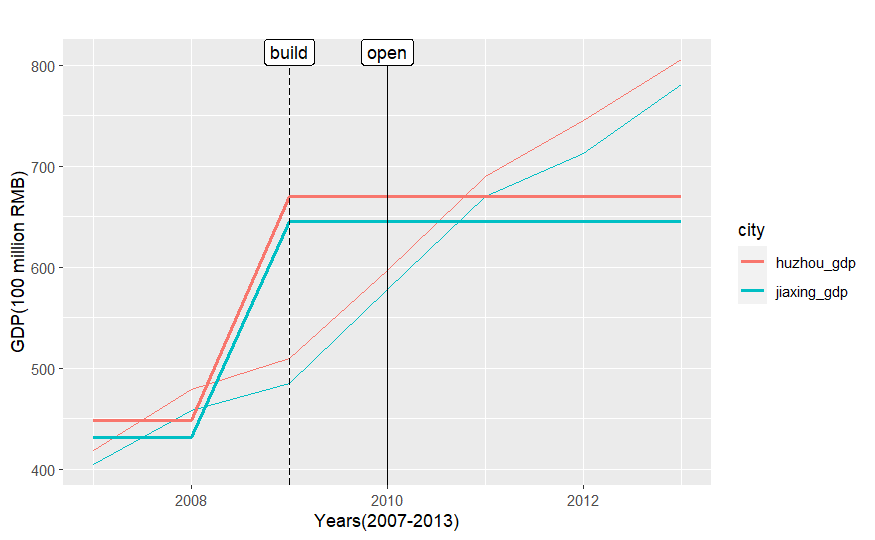 build
open
800
700
600
500
400
2008
2010
2012
Years(2007-2013)
GDP(100 million RMB)
city
huzhou_gdp
jiaxing_gdp